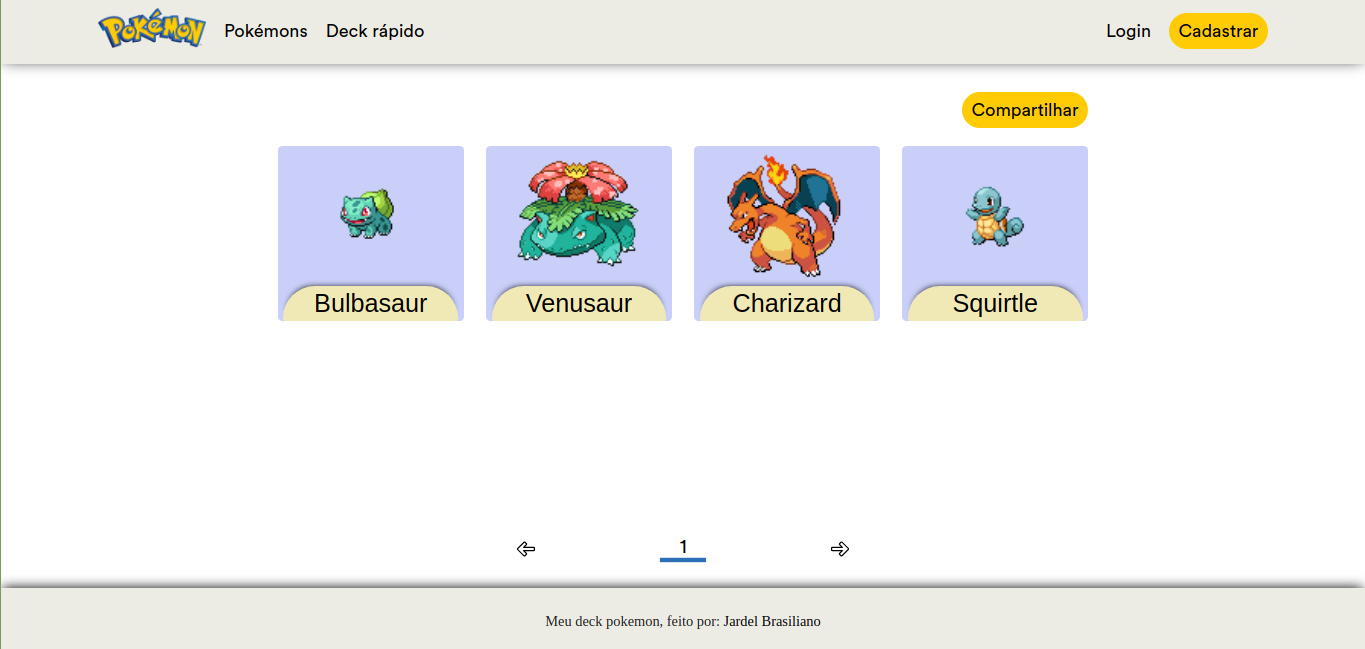 POKéMON Pokémons Deck rápido Login Cadastrar
Compartilhar
Bulbasaur Venusaur Charizard Squirtle
1
Meu deck pokemon, feito por: Jardel Brasiliano